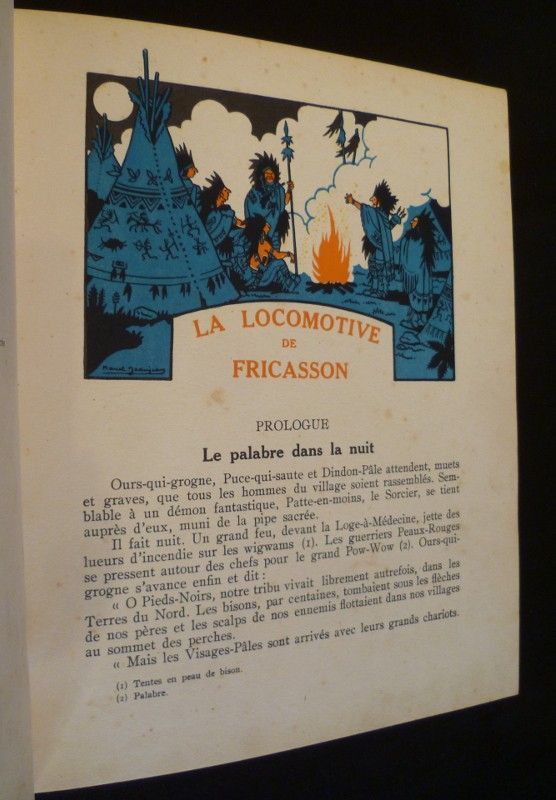 LA LOCOMOTIVE
DE
FRICASSON
PROLOGUE
Le palabre dans la nuit
Ours-qui-grogne, Puce-qui-saute et Dindon-Pâle attendent, muets
et graves, que tous les hommes du village soient rassemblés. Sem-
blable à un démon fantastique, Patte-en-moins, le Sorcier, se tient
auprès d'eux, muni de la pipe sacrée.
Il fait nuit. Un grand feu, devant la Loge-à-Médecine, jette des
lueurs d'incendie sur les wigwams (1). Les guerriers Peaux-Rouges
se pressent autour des chefs pour le grand Pow-Wow (2). Ours-qui-
grogne s'avance enfin et dit :
« O Pieds-Noirs, notre tribu vivait librement autrefois, dans les
Terres du Nord. Les bisons, par centaines, tombaient sous les flèches
de nos pères et les scalps de nos ennemis flottaient dans nos villages
au sommet des perches.
« Mais les Visages-Pâles sont arrivés avec leurs grands chariots.
(1) Tentes en peau de bison.
(2) Palabre.